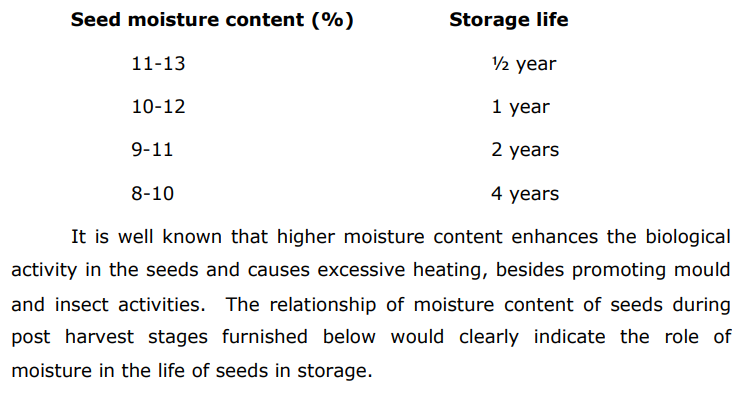 Seed moisture content (%) Storage life
11-13 ½ year
10-12 1 year
9-11 2 years
8-10 4 years
It is well known that higher moisture content enhances the biological
activity in the seeds and causes excessive heating, besides promoting mould
and insect activities. The relationship of moisture content of seeds during
post harvest stages furnished below would clearly indicate the role of
moisture in the life of seeds in storage.